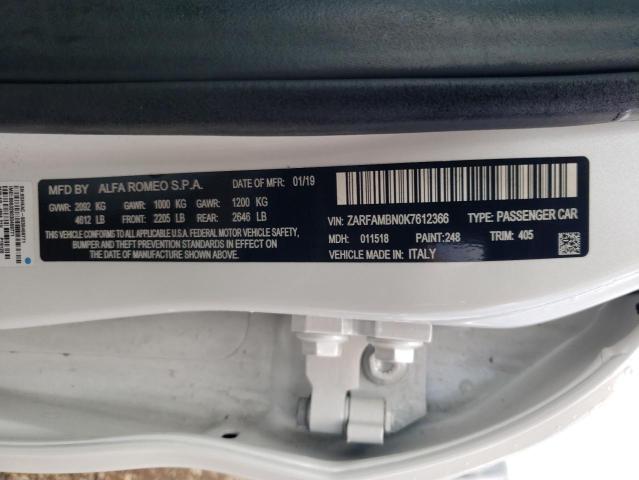 MFD BY ALFA ROMEO S.P.A. DATE OF MFR: 01/19
GVWR: 2092 KG GAWR: 1000 KG GAWR: 1200 KG
4612 LB FRONT: 2205 LB REAR: 2646 LB
THIS VEHICLE CONFORMS TO ALL APPLICABLE U.S.A. FEDERAL MOTOR VEHICLE SAFETY,
BUMPER AND THEFT PREVENTION STANDARDS IN EFFECT ON
THE DATE OF MANUFACTURE SHOWN ABOVE.
VIN: ZARFAMBN0K7612366 TYPE: PASSENGER CAR
MDH: 011518 PAINT:248 TRIM: 405
VEHICLE MADE IN: ITALY